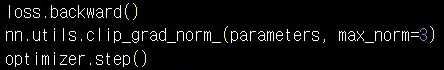 loss.backward()
nn.utils.clip_grad_norm_(parameters, max_norm=3)
optimizer.step()